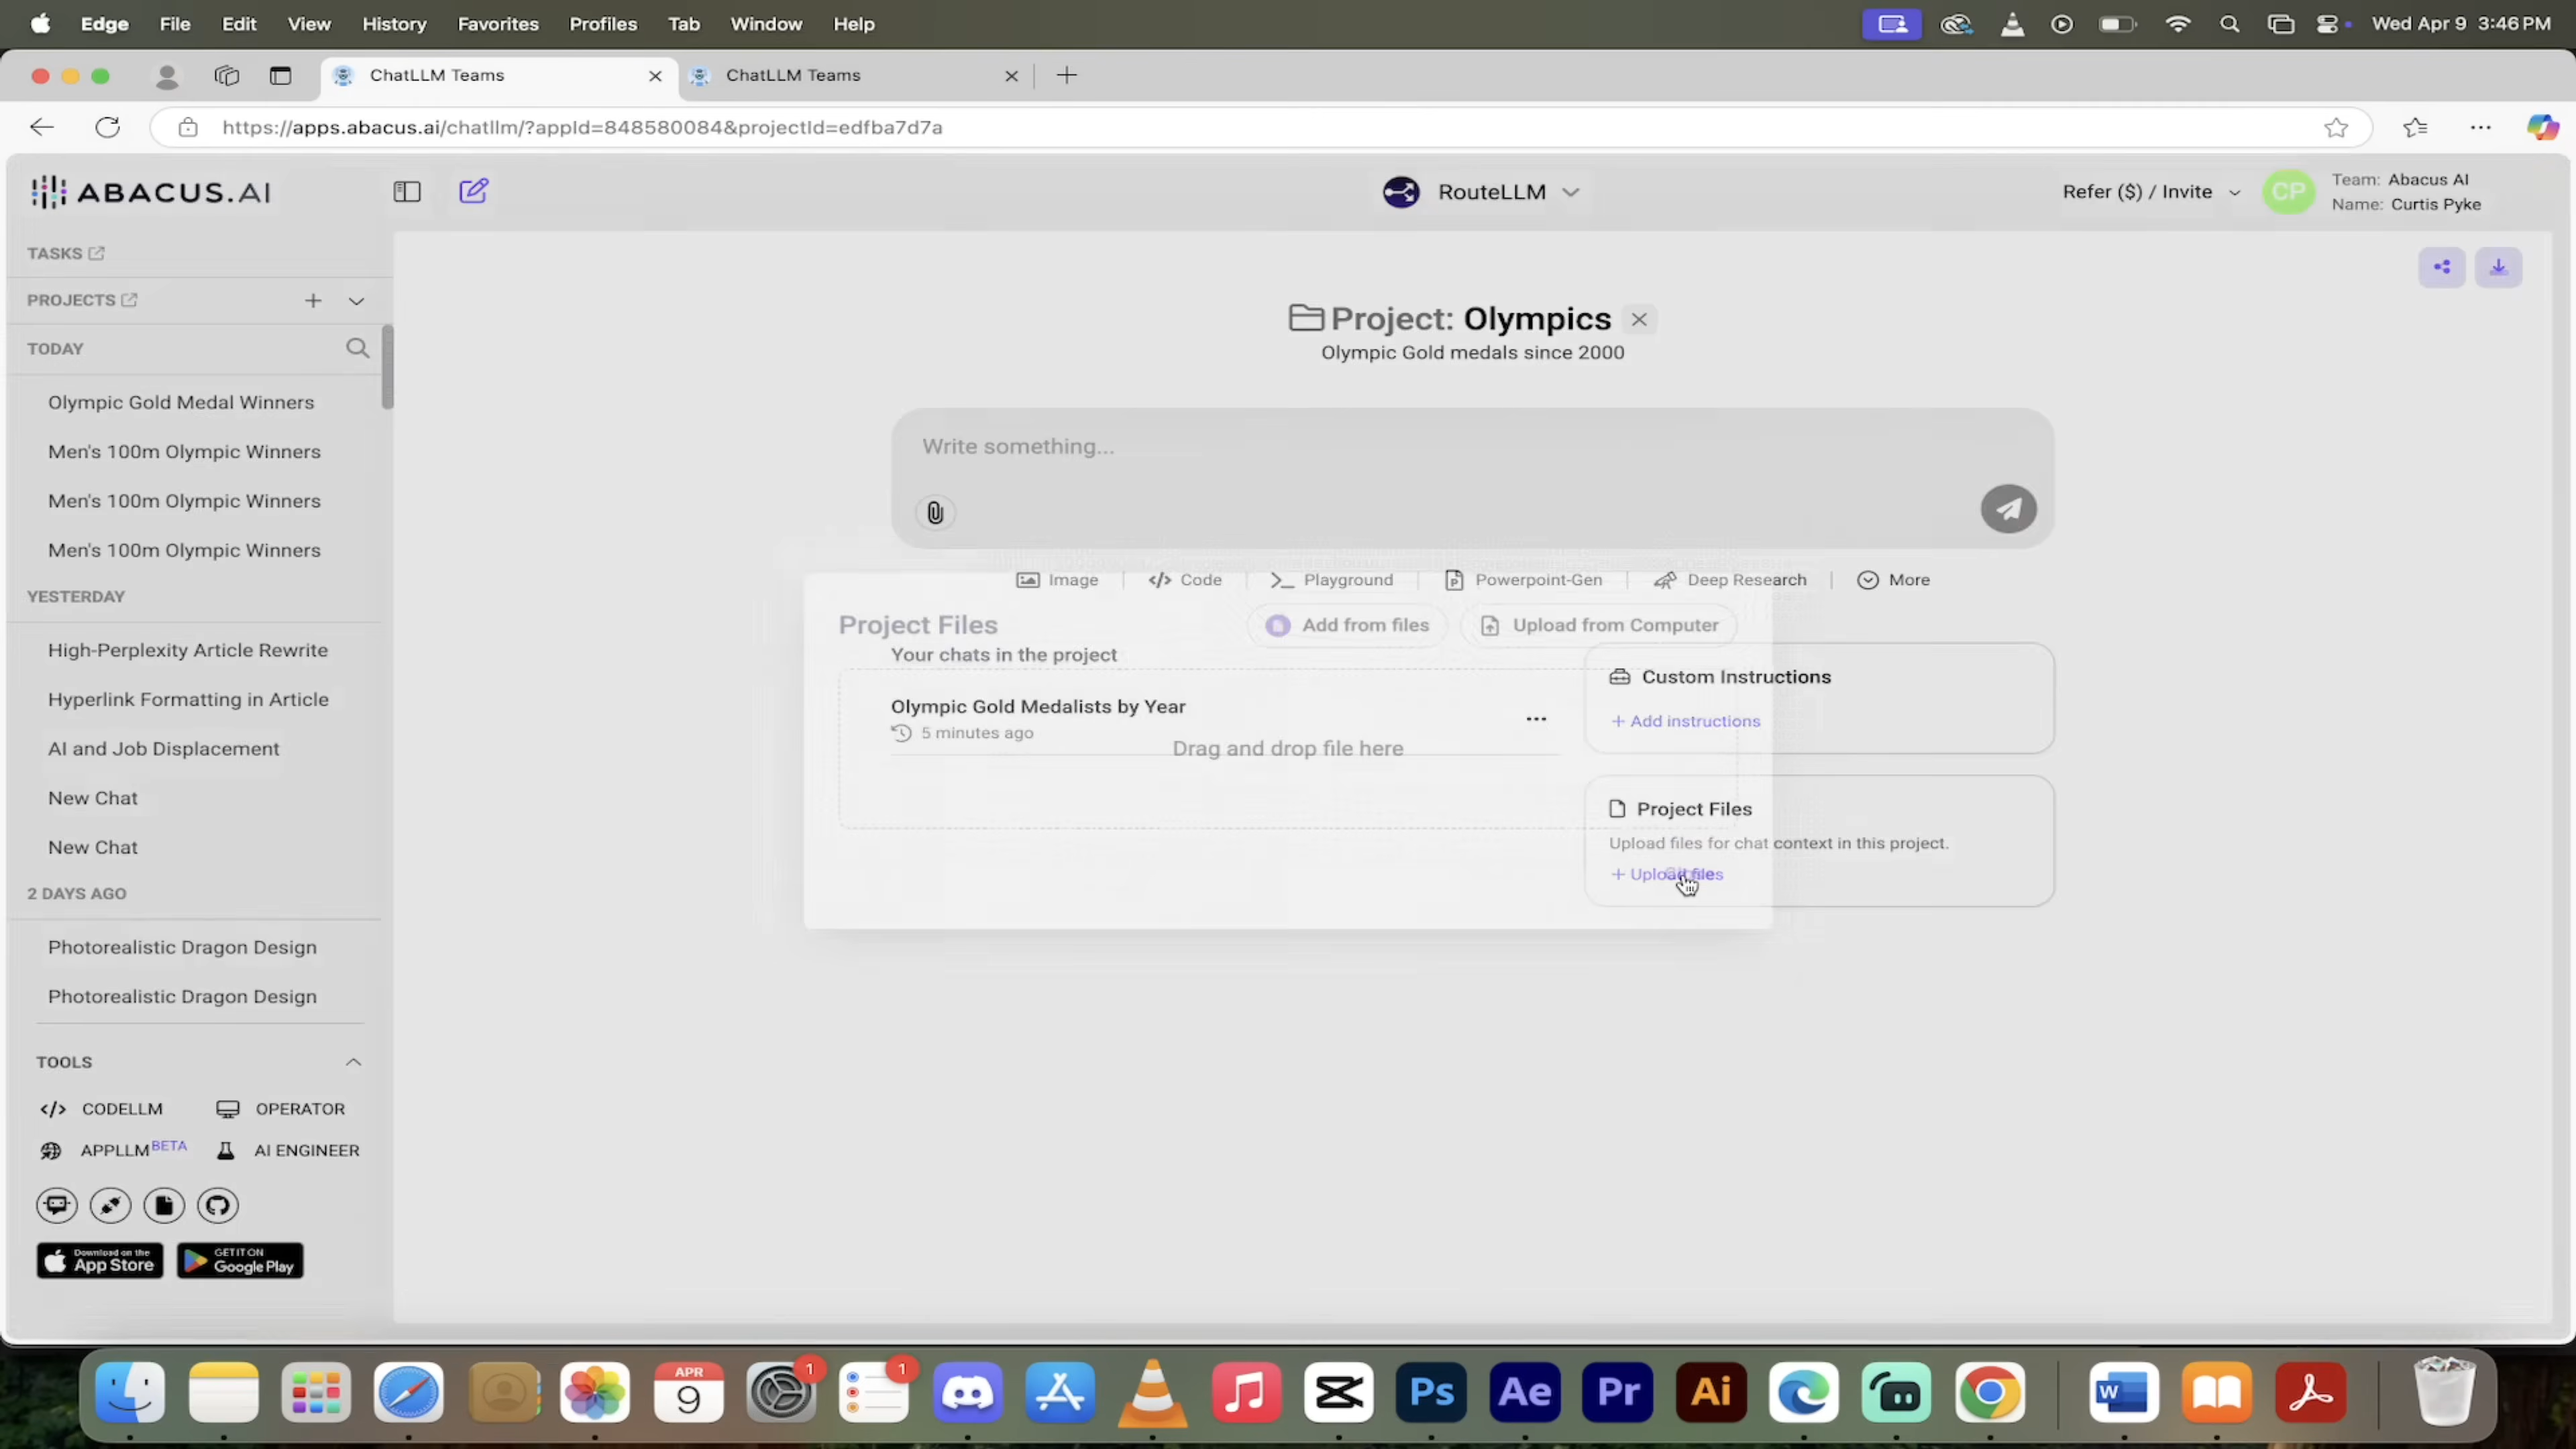 Edge File Edit View History Favorites Profiles Tab Window Help
Wed Apr 9 3:46 PM
ChatLLM Teams
ChatLLM Teams
https://apps.abacus.ai/chatllm/?appId=848580084&projectId=edfba7d7a
ABACUS.AI
RouteLLM
Refer ($) / Invite
CP
Team: Abacus AI
Name: Curtis Pyke
TASKS
PROJECTS
TODAY
Olympic Gold Medal Winners
Men's 100m Olympic Winners
Men's 100m Olympic Winners
Men's 100m Olympic Winners
YESTERDAY
High-Perplexity Article Rewrite
Hyperlink Formatting in Article
AI and Job Displacement
New Chat
New Chat
2 DAYS AGO
Photorealistic Dragon Design
Photorealistic Dragon Design
TOOLS
CODELLM
OPERATOR
APPLLM BETA
AI ENGINEER
Download on the
App Store
GET IT ON
Google Play
Project: Olympics
Olympic Gold medals since 2000
Write something...
Image
Code
Playground
Powerpoint-Gen
Deep Research
More
Project Files
Add from files
Upload from Computer
Your chats in the project
Olympic Gold Medalists by Year
5 minutes ago
Drag and drop file here
Custom Instructions
+ Add instructions
Project Files
Upload files for chat context in this project.
+ Upload files
APR
9
1
1
Ps
Ae
Pr
Ai
W